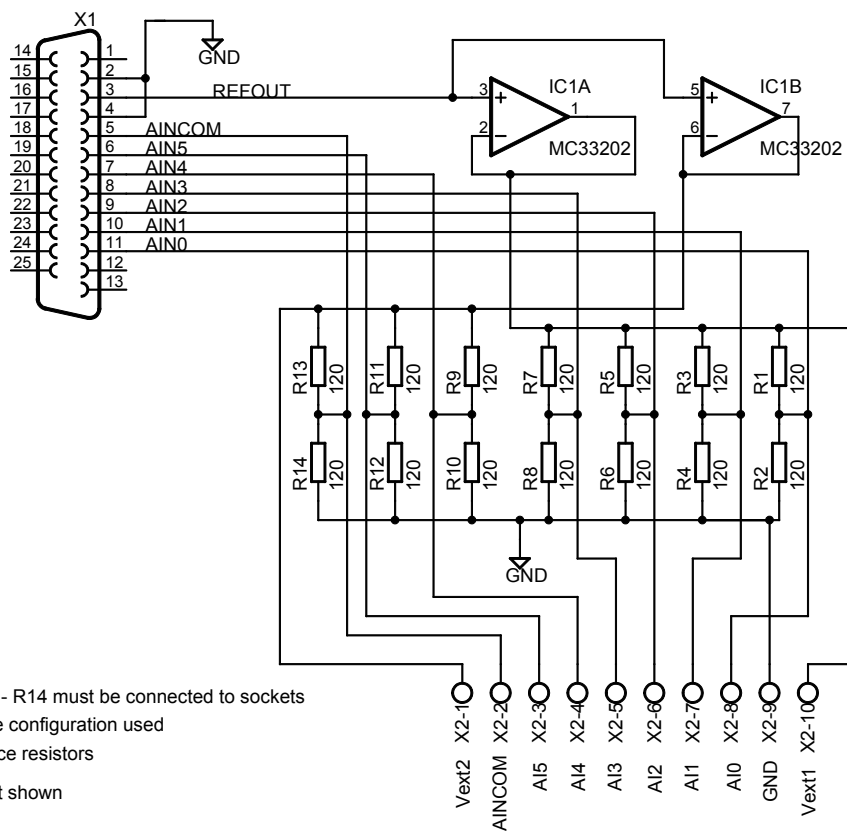 X1
14
15
16
17
18
19
20
21
22
23
24
25
1
2
3
4
5
6
7
8
9
10
11
12
13
GND
REFOUT
AINCOM
AIN5
AIN4
AIN3
AIN2
AIN1
AIN0
3
2
+
−
1
IC1A
MC33202
5
6
+
−
7
IC1B
MC33202
R13
120
R11
120
R9
120
R7
120
R5
120
R3
120
R1
120
R14
120
R12
120
R10
120
R8
120
R6
120
R4
120
R2
120
GND
- R14 must be connected to sockets
e configuration used
ce resistors
t shown
Vext2 X2-1
AINCOM X2-2
AI5 X2-3
AI4 X2-4
AI3 X2-5
AI2 X2-6
AI1 X2-7
AI0 X2-8
GND X2-9
Vext1 X2-10